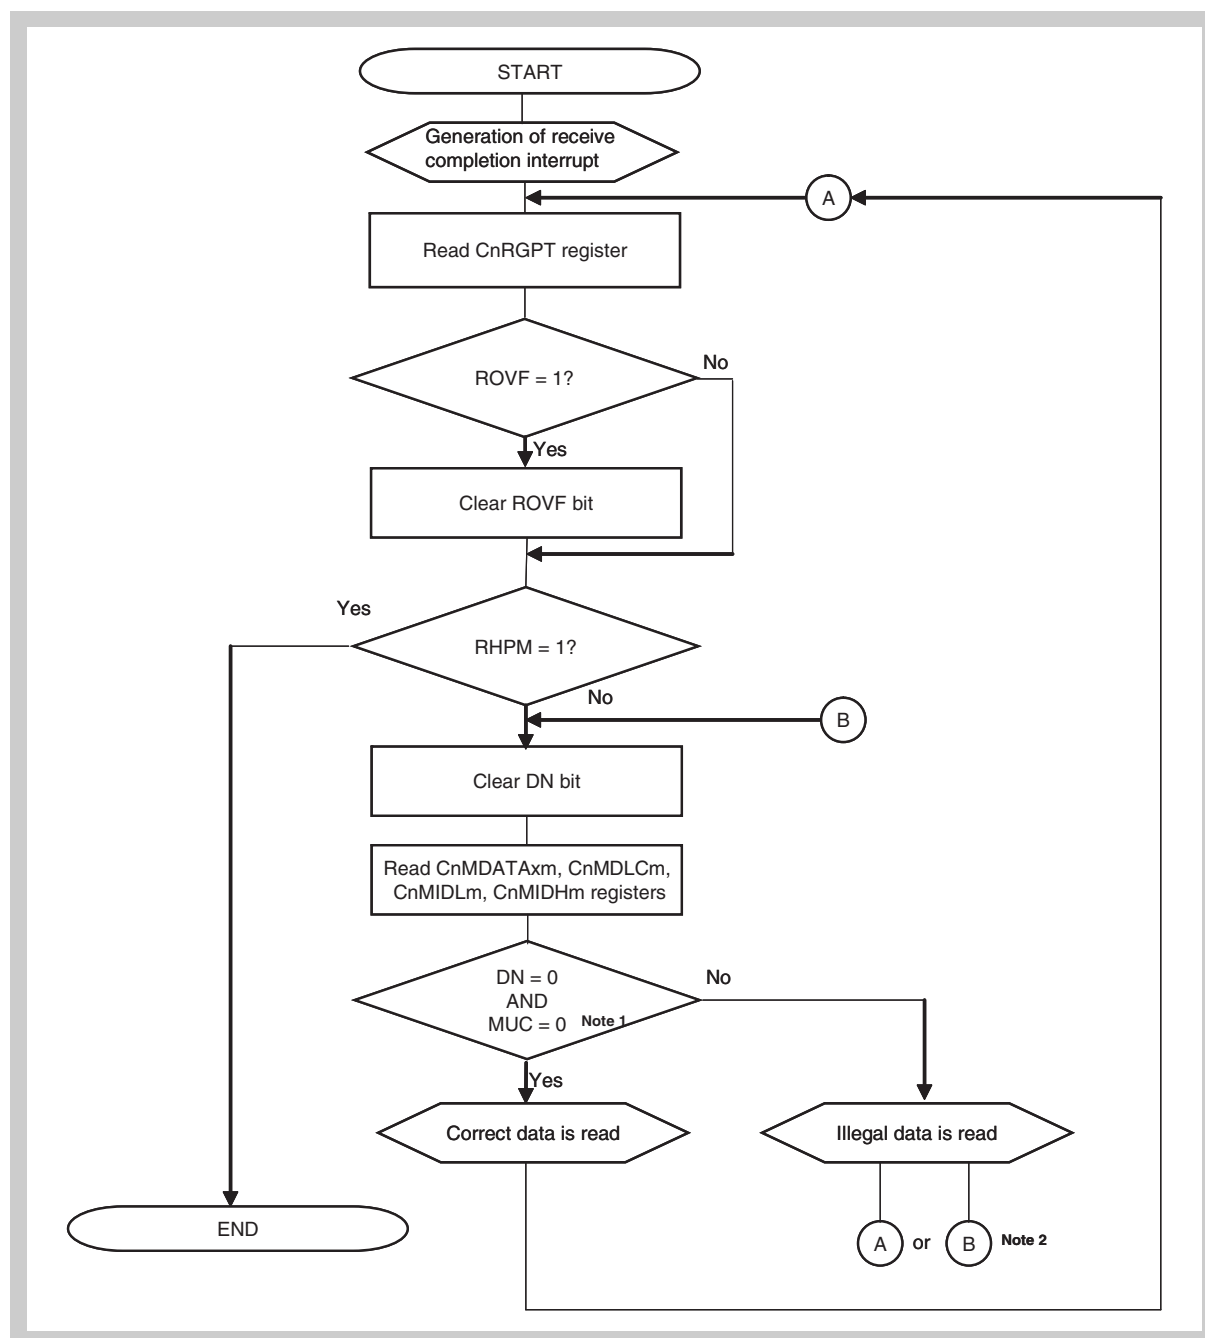 START
Generation of receive
completion interrupt
A
Read CnRGPT register
No
ROVF = 1?
Yes
Clear ROVF bit
Yes
RHPM = 1?
No
B
Clear DN bit
Read CnMDATAxm, CnMDLCm,
CnMIDLm, CnMIDHm registers
DN = 0
No
AND
MUC = 0 Note 1
Yes
Correct data is read
Illegal data is read
END
A or B Note 2